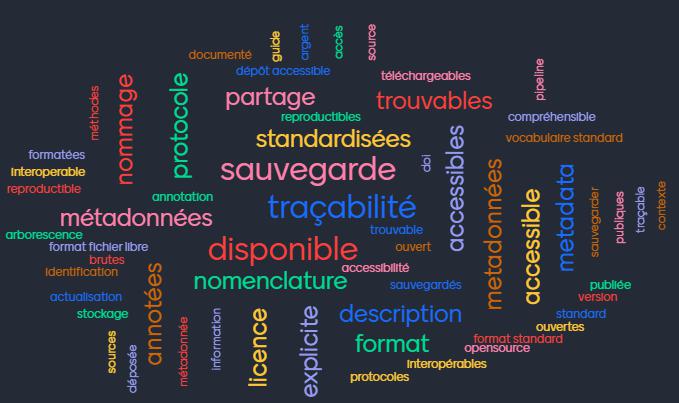 guide
argent
accès
source
documenté
dépôt accessible
téléchargeables
pipeline
méthodes
nommage
protocole
partage
trouvables
reproductibles
compréhensible
standardisées
vocabulaire standard
formatées
interoperable
reproductible
sauvegarde
doi
accessibles
metadonnées
accessible
metadata
sauvegarder
publiques
traçable
contexte
annotation
traçabilité
métadonnées
arborescence
trouvable
format fichier libre
disponible
ouvert
brutes
identification
accessibilité
annotées
nomenclature
sauvegardés
publiée
actualisation
version
stockage
description
standard
ouvertes
sources
déposée
métadonnée
information
licence
explicite
format
format standard
opensource
interopérables
protocoles